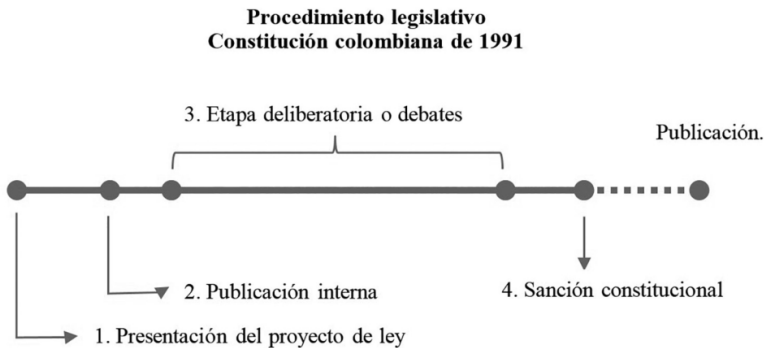 Procedimiento legislativo
Constitución colombiana de 1991
3. Etapa deliberatoria o debates
Publicación.
2. Publicación interna
4. Sanción constitucional
1. Presentación del proyecto de ley